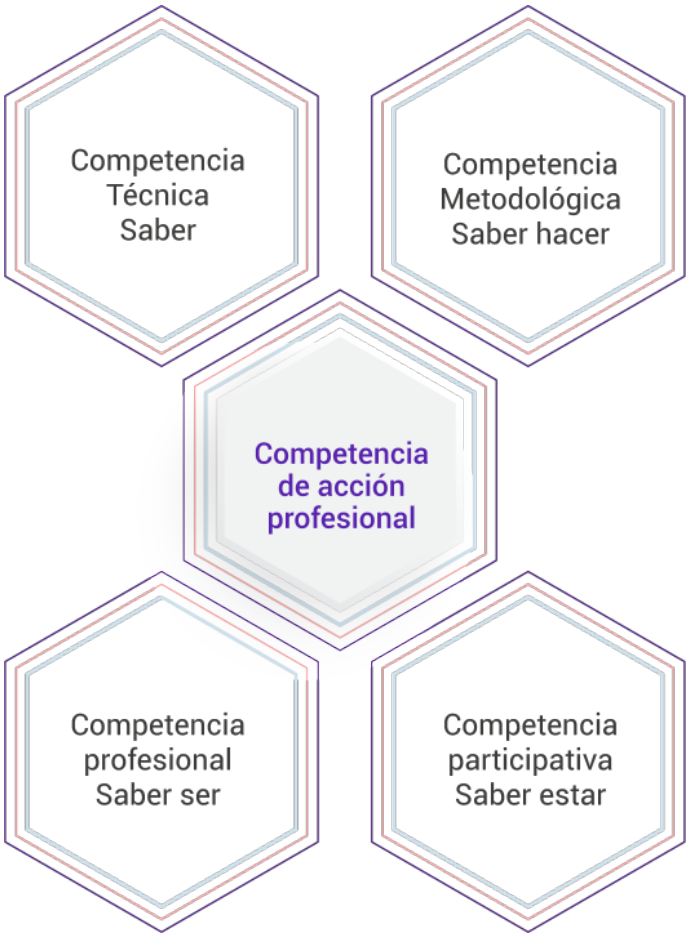 Competencia
Técnica
Saber
Competencia
Metodológica
Saber hacer
Competencia
de acción
profesional
Competencia
profesional
Saber ser
Competencia
participativa
Saber estar